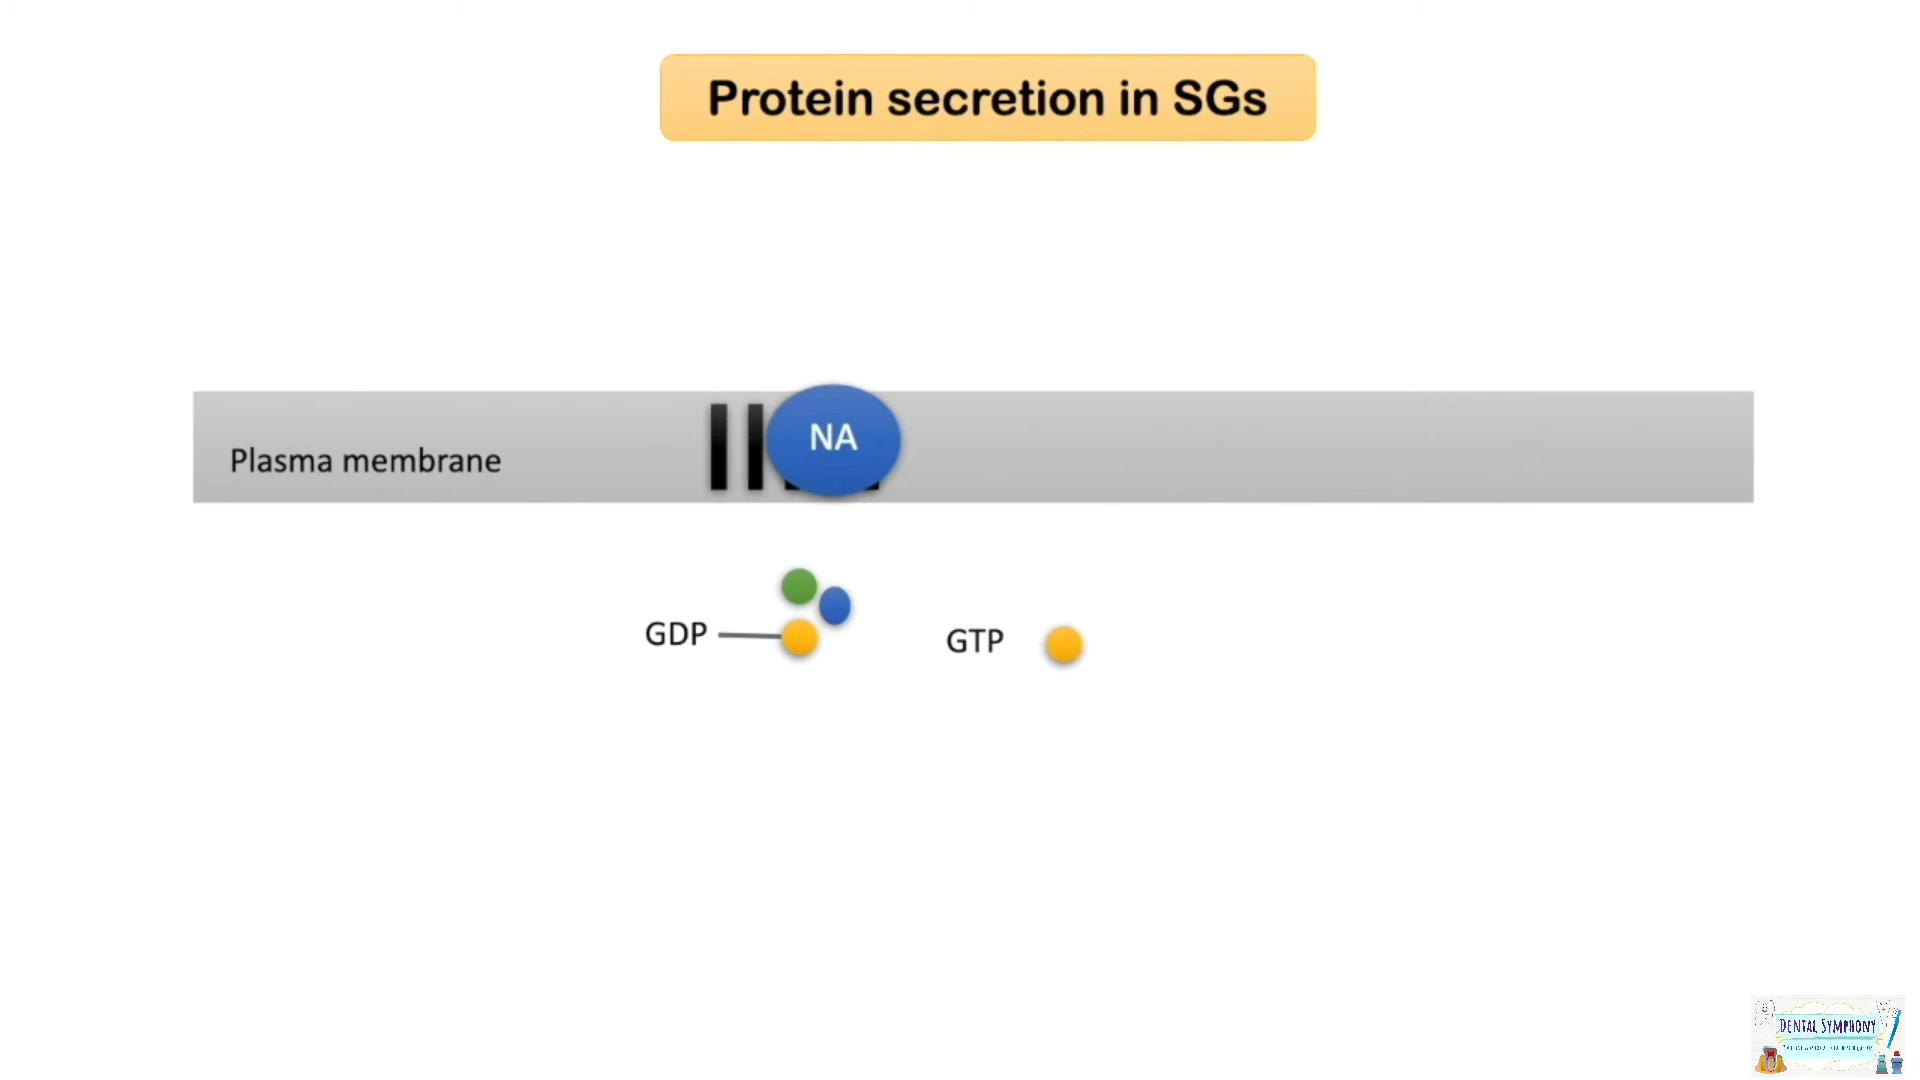 Protein secretion in SGs
NA
Plasma membrane
GDP
GTP
DENTAL SYMPHONY